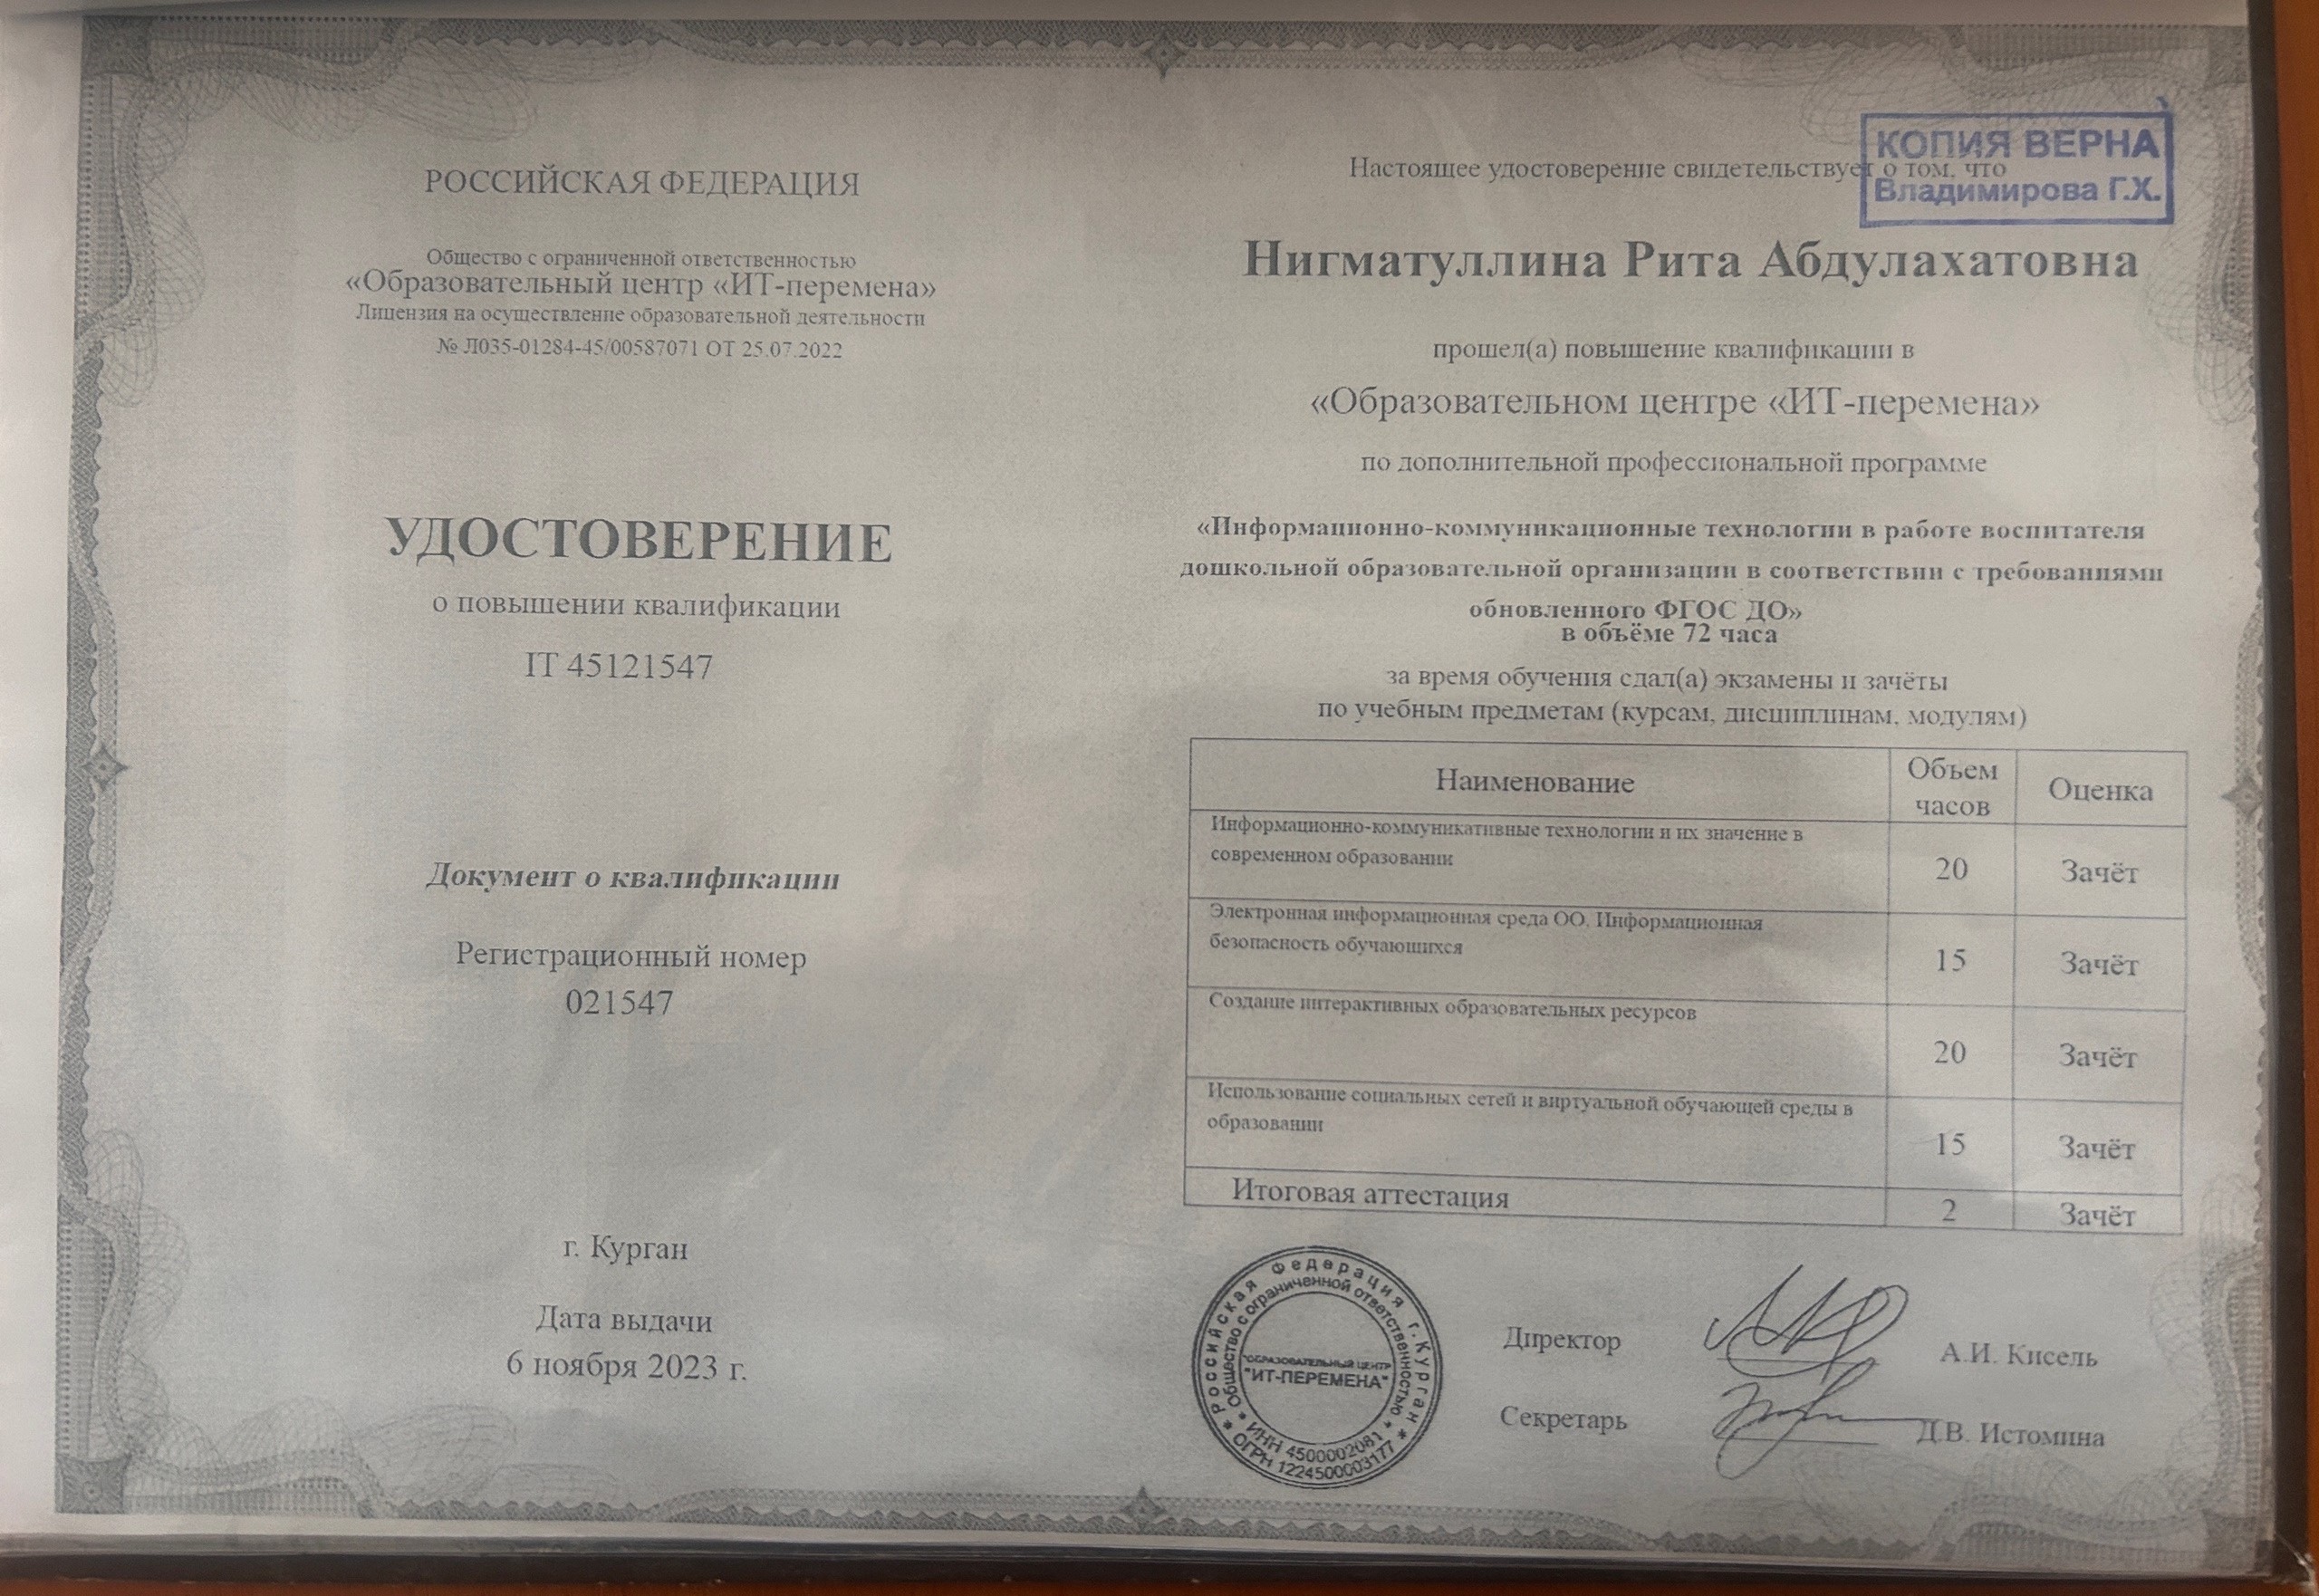 РОССИЙСКАЯ ФЕДЕРАЦИЯ
Общество с ограниченной ответственностью
«Образовательный центр «ИТ-перемена»
Лицензия на осуществление образовательной деятельности
№ Л035-01284-45/00587071 ОТ 25.07.2022
УДОСТОВЕРЕНИЕ
о повышении квалификации
IT 45121547
Документ о квалификации
Регистрационный номер
021547
г. Курган
Дата выдачи
6 ноября 2023 г.
КОПИЯ ВЕРНА
Владимирова Г.Х.
Настоящее удостоверение свидетельствует о том, что
Нигматуллина Рита Абдулахатовна
прошел(а) повышение квалификации в
«Образовательном центре «ИТ-перемена»
по дополнительной профессиональной программе
«Информационно-коммуникационные технологии в работе воспитателя
дошкольной образовательной организации в соответствии с требованиями
обновленного ФГОС ДО»
в объёме 72 часа
за время обучения сдал(а) экзамены и зачёты
по учебным предметам (курсам, дисциплинам, модулям)
Наименование Объем часов Оценка
Информационно-коммуникативные технологии и их значение в
современном образовании 20 Зачёт
Электронная информационная среда ОО. Информационная
безопасность обучающихся 15 Зачёт
Создание интерактивных образовательных ресурсов 20 Зачёт
Использование социальных сетей и виртуальной обучающей среды в
образовании 15 Зачёт
Итоговая аттестация 2 Зачёт
Российская Федерация г.Курган
Общество с ограниченной ответственностью
"ОБРАЗОВАТЕЛЬНЫЙ ЦЕНТР
"ИТ-ПЕРЕМЕНА"
ИНН 4500002081
ОГРН 1224500003177
Директор А.И. Кисель
Секретарь Д.В. Истомина